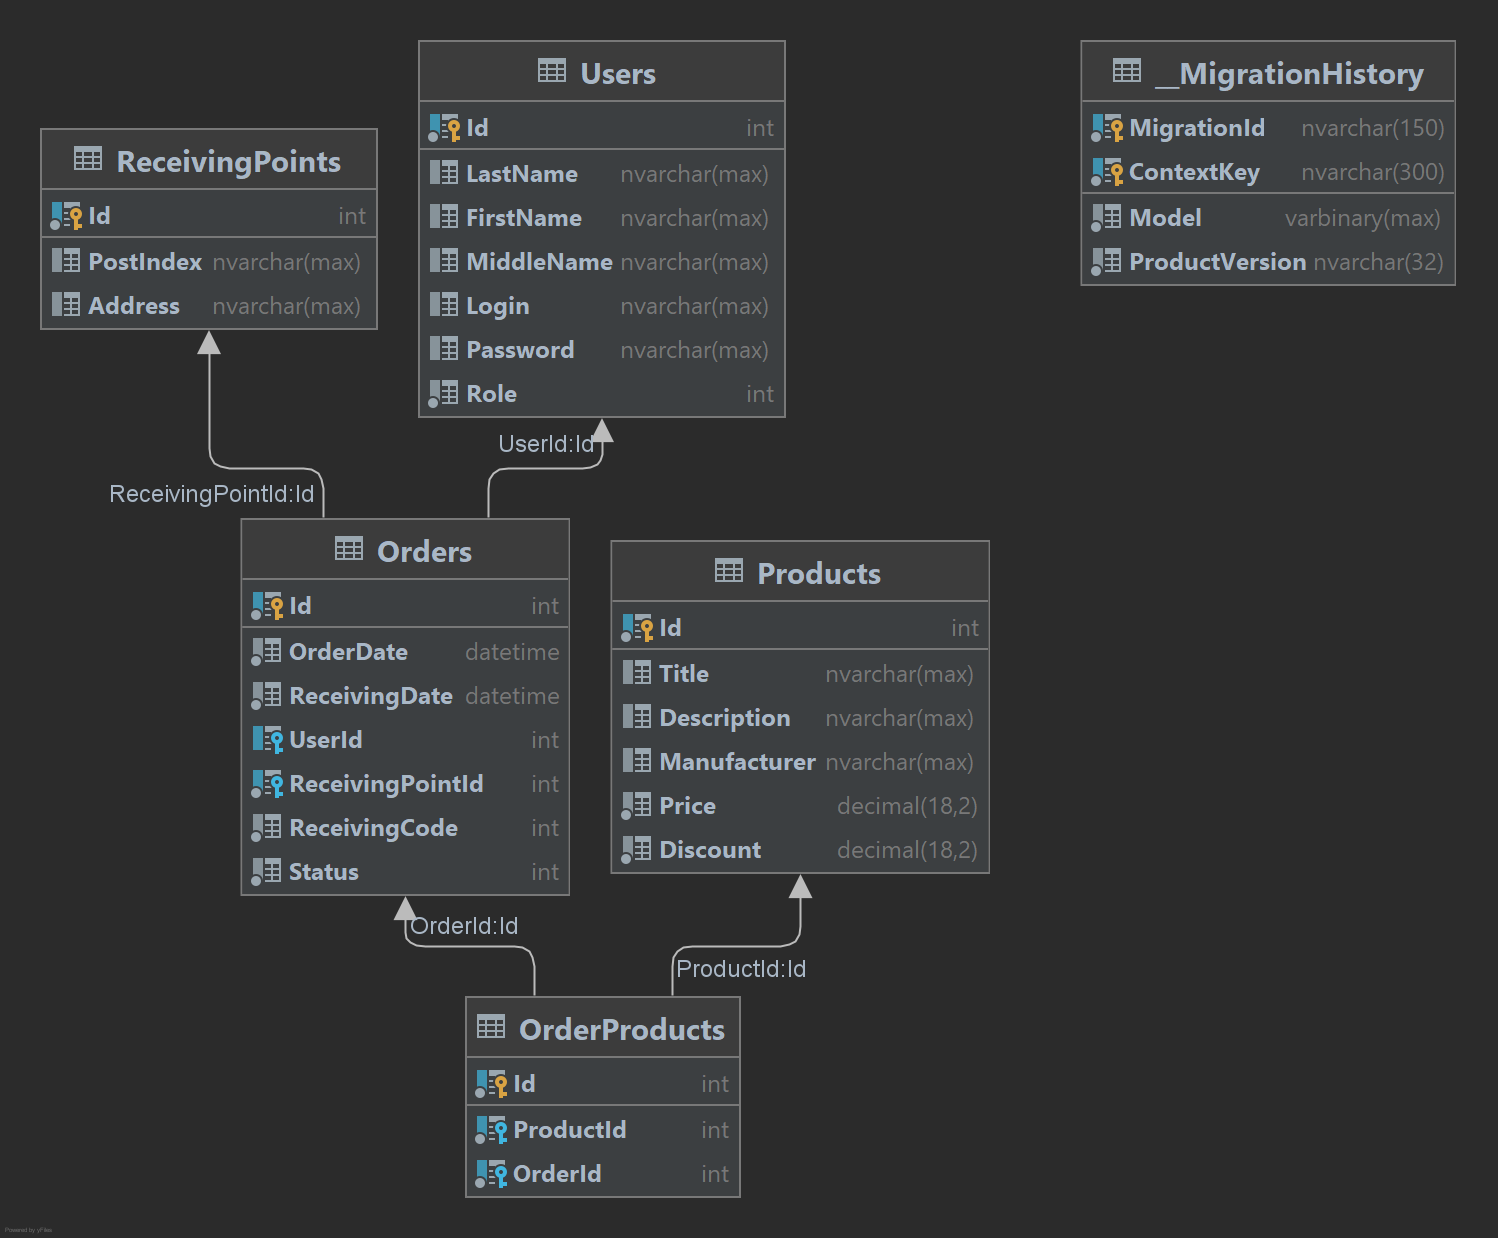 Users
Id int
LastName nvarchar(max)
FirstName nvarchar(max)
MiddleName nvarchar(max)
Login nvarchar(max)
Password nvarchar(max)
Role int
__MigrationHistory
MigrationId nvarchar(150)
ContextKey nvarchar(300)
Model varbinary(max)
ProductVersion nvarchar(32)
ReceivingPoints
Id int
PostIndex nvarchar(max)
Address nvarchar(max)
UserId:Id
ReceivingPointId:Id
Orders
Id int
OrderDate datetime
ReceivingDate datetime
UserId int
ReceivingPointId int
ReceivingCode int
Status int
Products
Id int
Title nvarchar(max)
Description nvarchar(max)
Manufacturer nvarchar(max)
Price decimal(18,2)
Discount decimal(18,2)
OrderId:Id
ProductId:Id
OrderProducts
Id int
ProductId int
OrderId int
Powered by yFiles